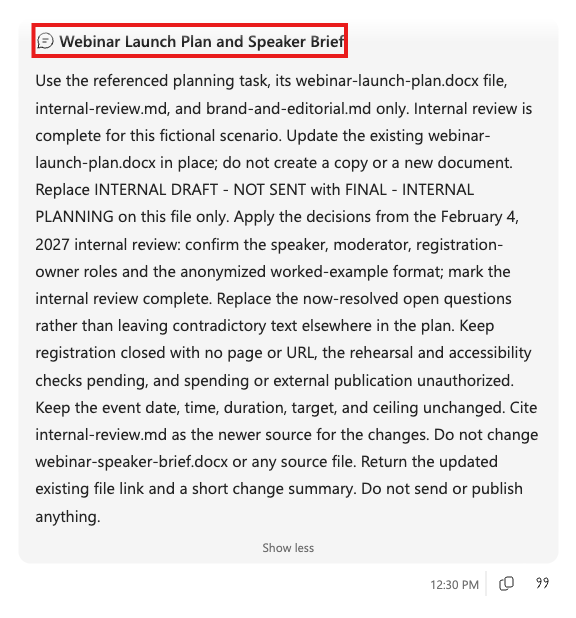 Webinar Launch Plan and Speaker Brief
Use the referenced planning task, its webinar-launch-plan.docx file,
internal-review.md, and brand-and-editorial.md only. Internal review is
complete for this fictional scenario. Update the existing webinar-
launch-plan.docx in place; do not create a copy or a new document.
Replace INTERNAL DRAFT - NOT SENT with FINAL - INTERNAL
PLANNING on this file only. Apply the decisions from the February 4,
2027 internal review: confirm the speaker, moderator, registration-
owner roles and the anonymized worked-example format; mark the
internal review complete. Replace the now-resolved open questions
rather than leaving contradictory text elsewhere in the plan. Keep
registration closed with no page or URL, the rehearsal and accessibility
checks pending, and spending or external publication unauthorized.
Keep the event date, time, duration, target, and ceiling unchanged. Cite
internal-review.md as the newer source for the changes. Do not change
webinar-speaker-brief.docx or any source file. Return the updated
existing file link and a short change summary. Do not send or publish
anything.
Show less
12:30 PM